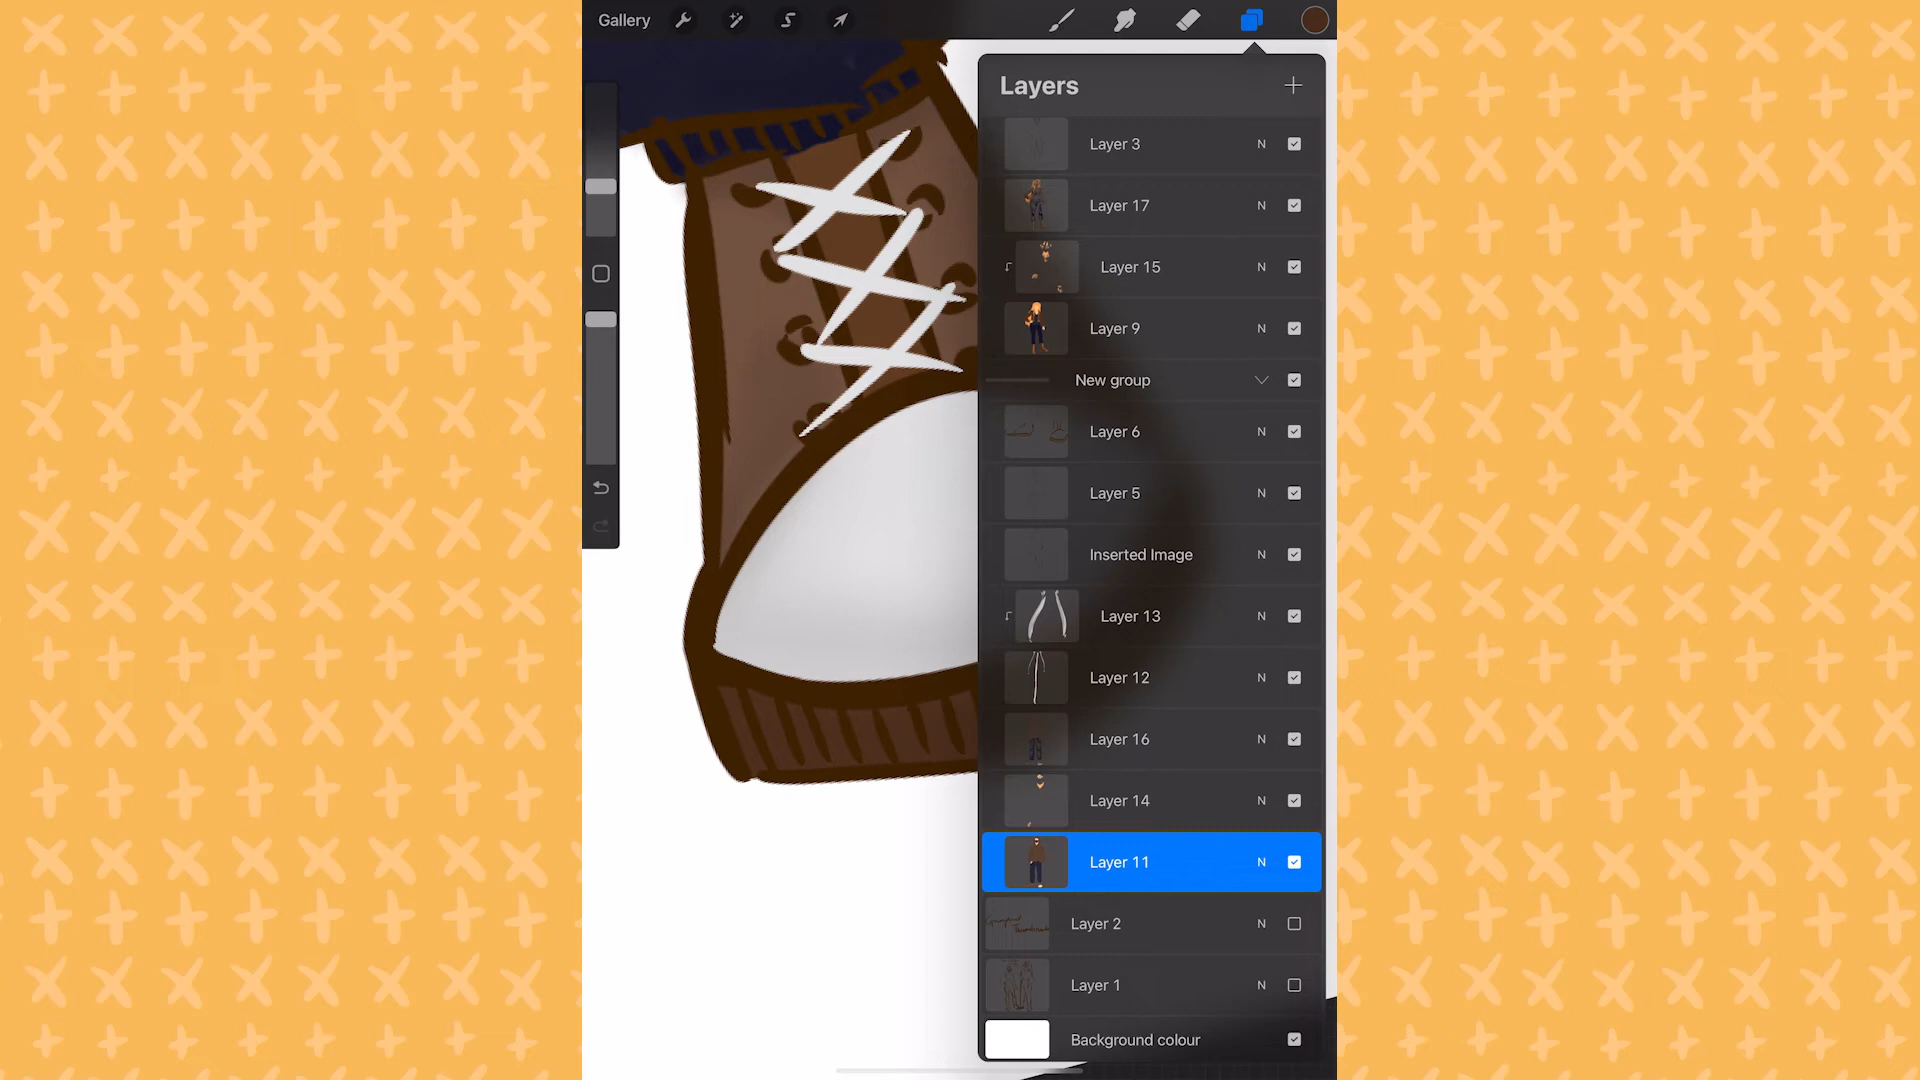 Gallery
Layers
Layer 3 N
Layer 17 N
Layer 15 N
Layer 9 N
New group
Layer 6 N
Layer 5 N
Inserted Image N
Layer 13 N
Layer 12 N
Layer 16 N
Layer 14 N
Layer 11 N
Layer 2 N
Layer 1 N
Background colour